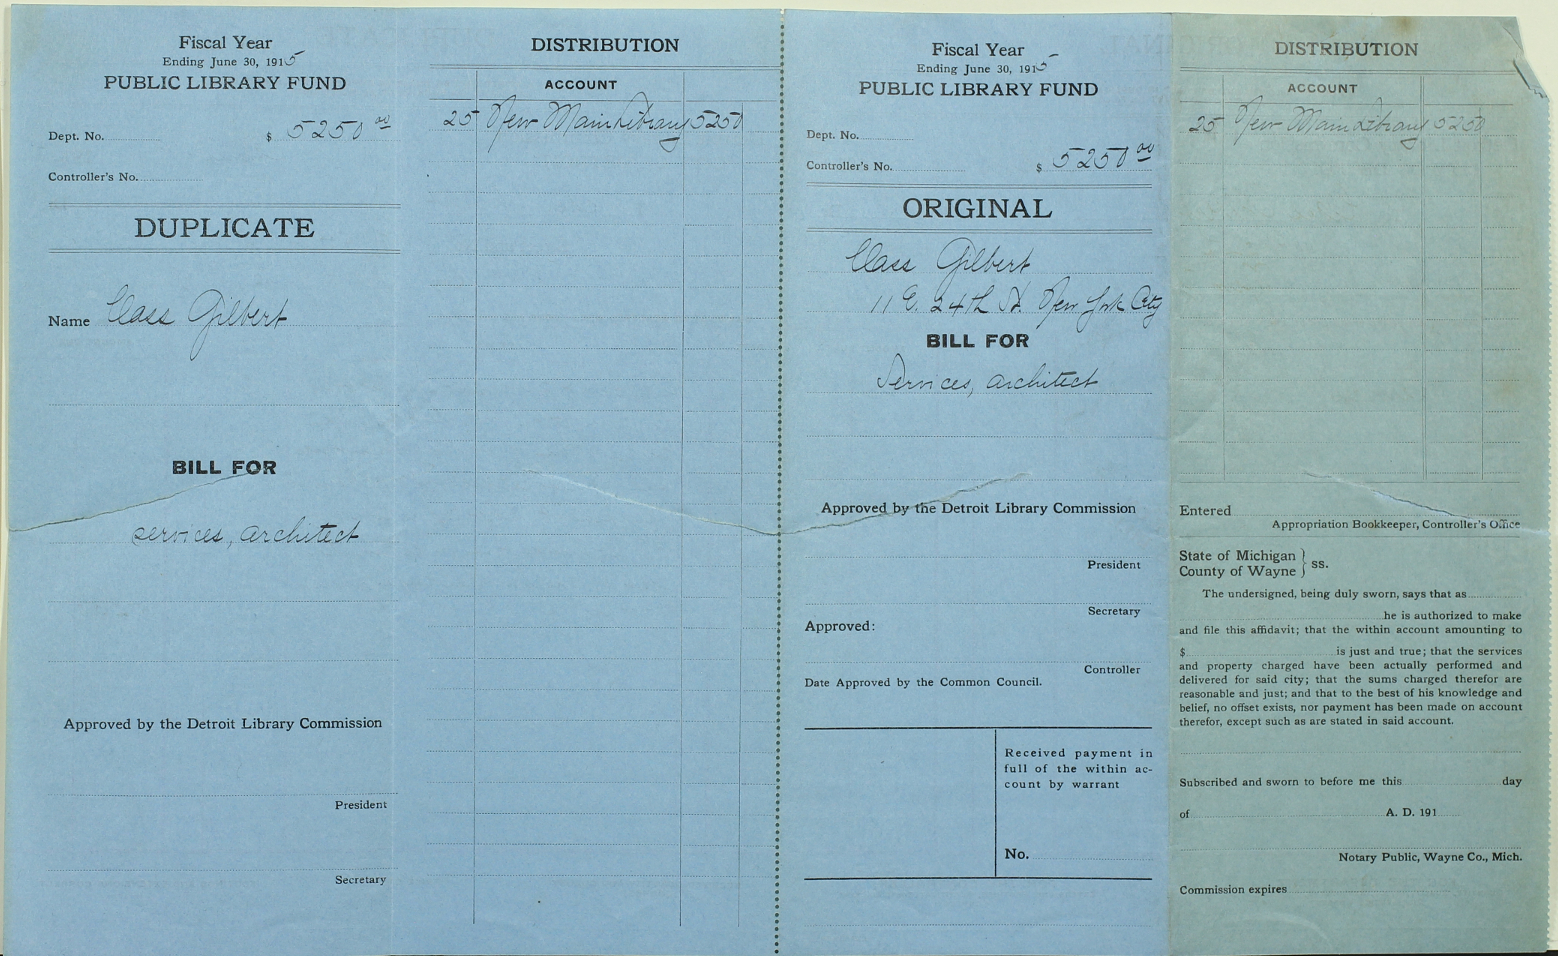 Fiscal Year
Ending June 30, 1915
PUBLIC LIBRARY FUND
Dept. No.
$ 5250 00
Controller's No.
DUPLICATE
Name Cass Gilbert
BILL FOR
services, architect
Approved by the Detroit Library Commission
President
Secretary
DISTRIBUTION
ACCOUNT
25 New Main Library 5250
Fiscal Year
Ending June 30, 1915
PUBLIC LIBRARY FUND
Dept. No.
Controller's No.
$ 5250 00
ORIGINAL
Cass Gilbert
11 E. 24th St. New York City
BILL FOR
Services, architect
Approved by the Detroit Library Commission
President
Secretary
Approved:
Controller
Date Approved by the Common Council.
Received payment in
full of the within ac-
count by warrant
No.
DISTRIBUTION
ACCOUNT
25 New Main Library 5250
Entered
Appropriation Bookkeeper, Controller's Office
State of Michigan }
County of Wayne } ss.
The undersigned, being duly sworn, says that as
he is authorized to make
and file this affidavit; that the within account amounting to
$ is just and true; that the services
and property charged have been actually performed and
delivered for said city; that the sums charged therefor are
reasonable and just; and that to the best of his knowledge and
belief, no offset exists, nor payment has been made on account
therefor, except such as are stated in said account.
Subscribed and sworn to before me this day
of A. D. 191
Notary Public, Wayne Co., Mich.
Commission expires